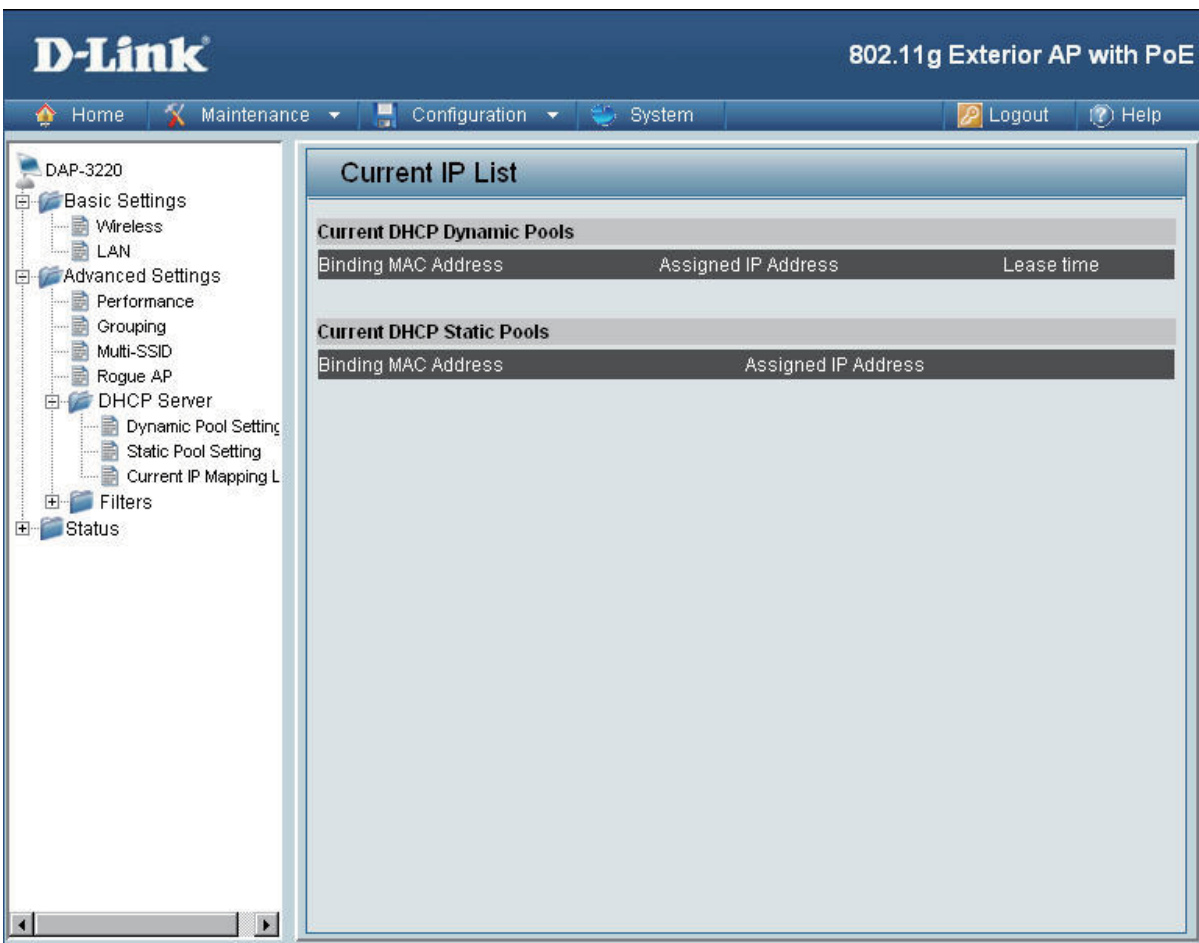 D-Link
802.11g Exterior AP with PoE
Home Maintenance Configuration System Logout Help
DAP-3220
Basic Settings
Wireless
LAN
Advanced Settings
Performance
Grouping
Multi-SSID
Rogue AP
DHCP Server
Dynamic Pool Setting
Static Pool Setting
Current IP Mapping L
Filters
Status
Current IP List
Current DHCP Dynamic Pools
Binding MAC Address Assigned IP Address Lease time
Current DHCP Static Pools
Binding MAC Address Assigned IP Address